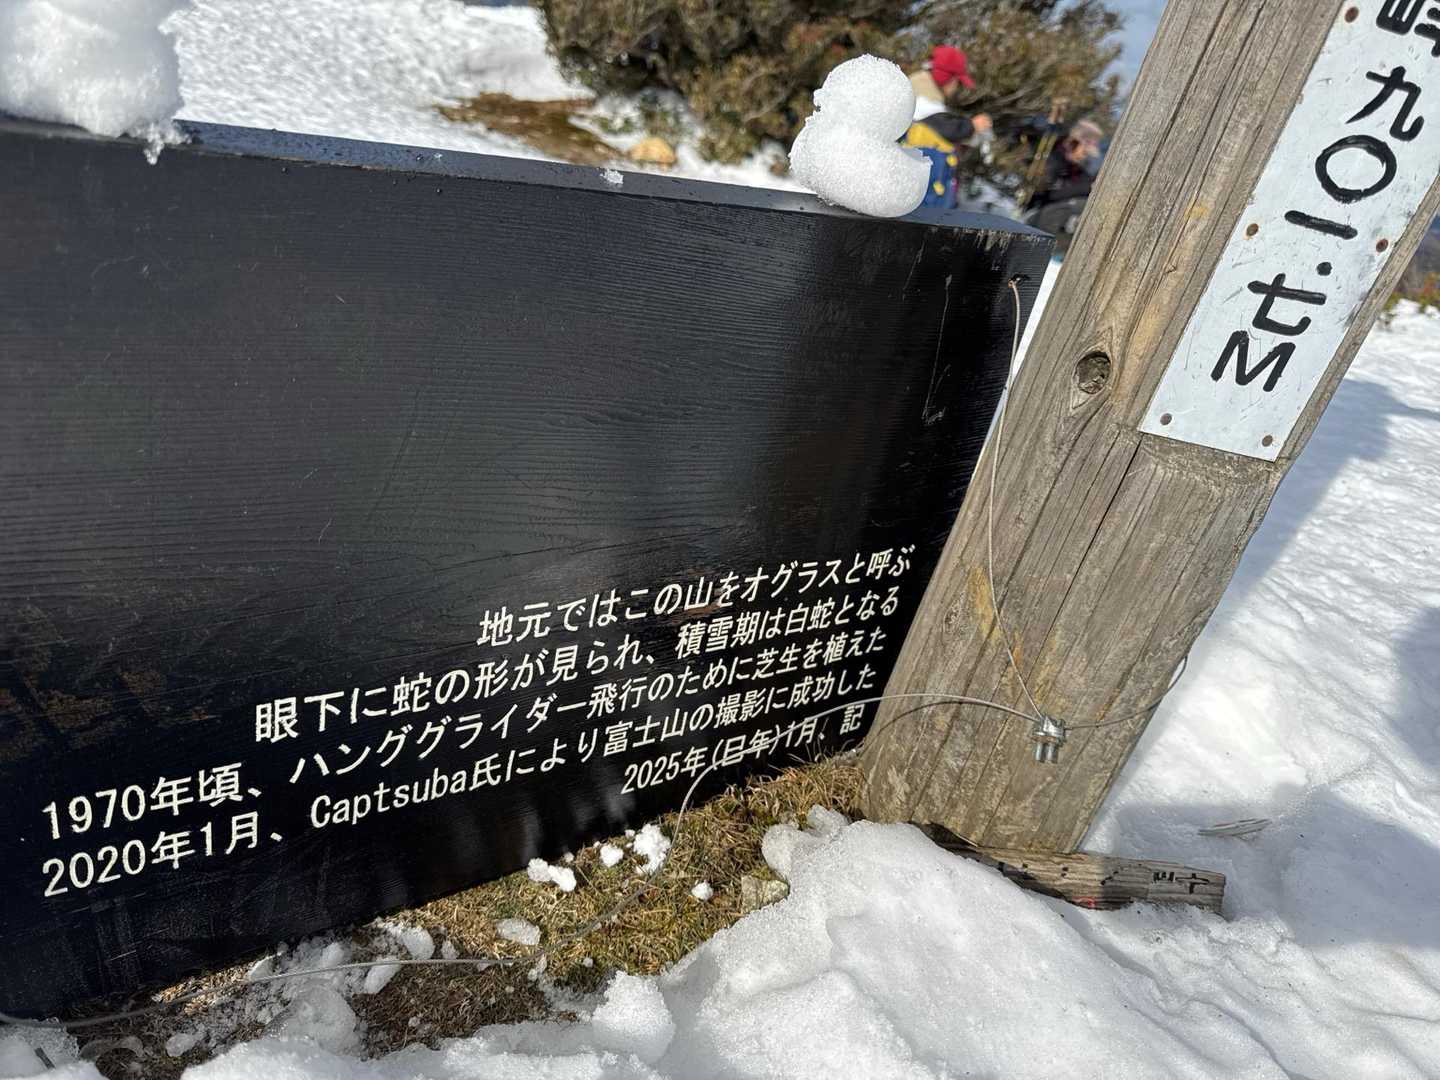 地元ではこの山をオグラスと呼ぶ
眼下に蛇の形が見られ、積雪期は白蛇となる
1970年頃、ハンググライダー飛行のために芝生を植えた
2020年1月、Captsuba氏により富士山の撮影に成功した
2025年(巳年)1月、記
峰九〇一.七M